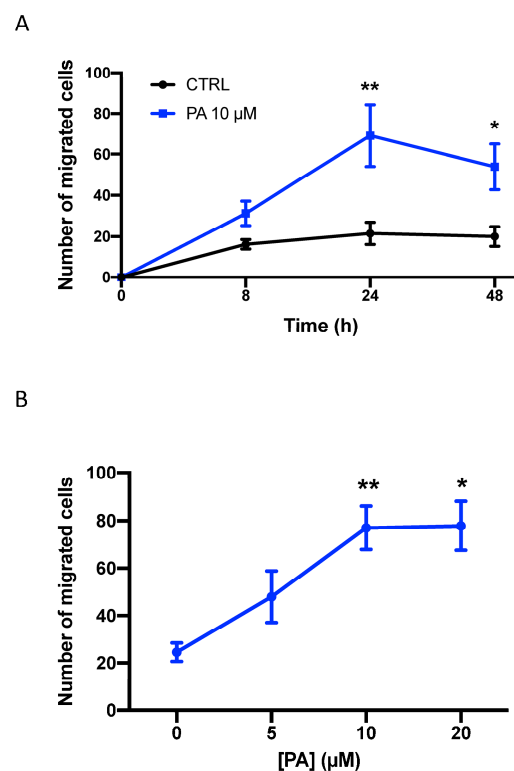 A
Number of migrated cells
100
80
60
40
20
0
CTRL
PA 10 µM
**
*
0 8 24 48
Time (h)
B
Number of migrated cells
100
80
60
40
20
0
**
*
0 5 10 20
[PA] (µM)